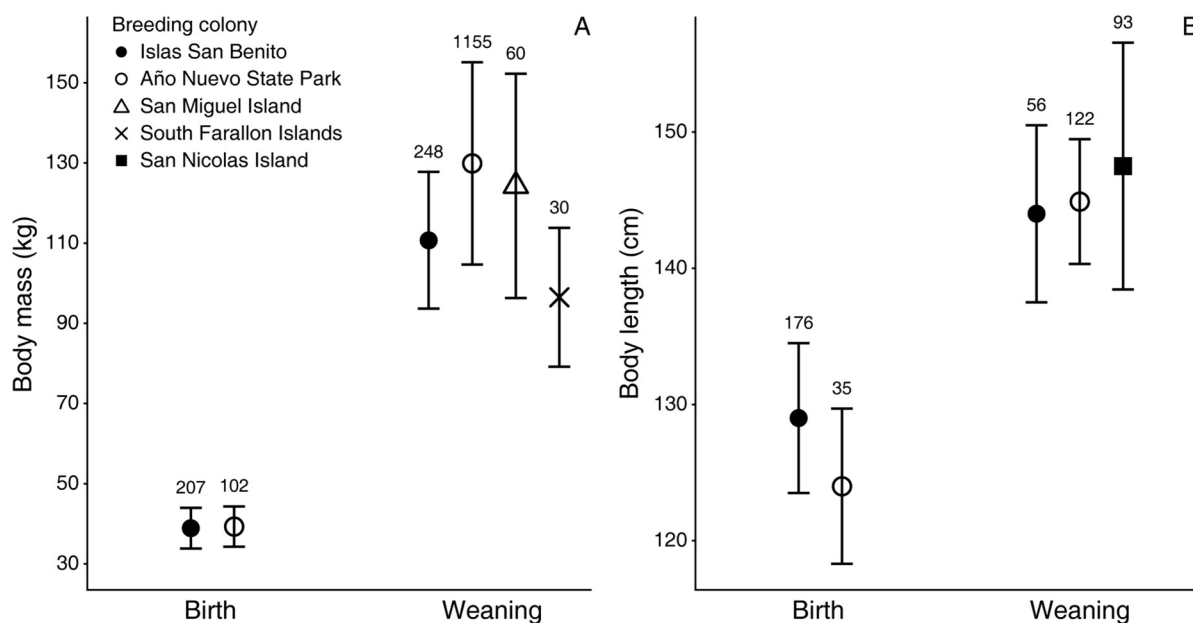 Breeding colony
Islas San Benito
Año Nuevo State Park
San Miguel Island
South Farallon Islands
San Nicolas Island
A
Body mass (kg)
150
130
110
90
70
50
30
207
102
248
1155
60
30
Birth
Weaning
Body length (cm)
150
140
130
120
176
35
56
122
93
Birth
Weaning